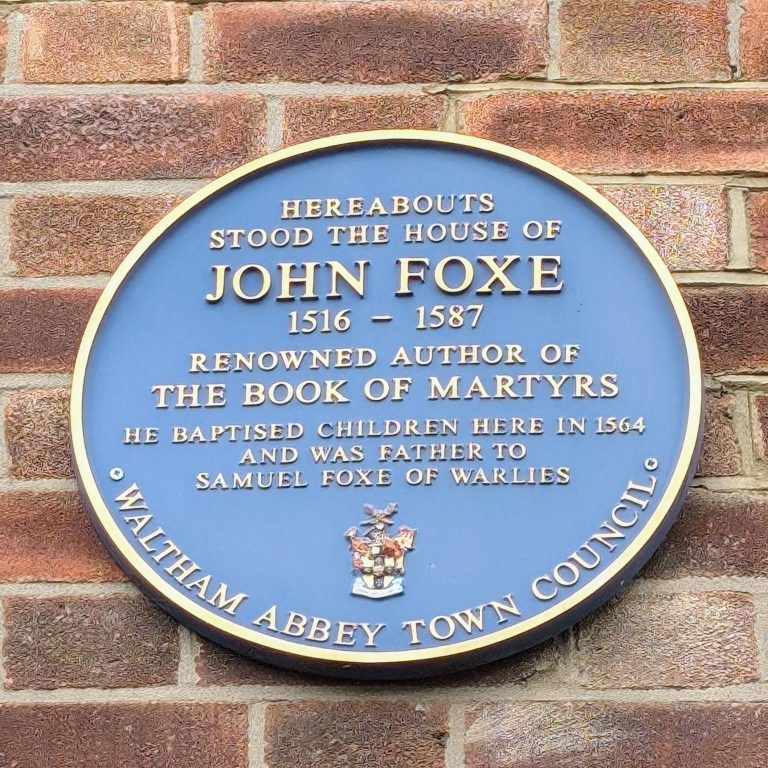 HEREABOUTS
STOOD THE HOUSE OF
JOHN FOXE
1516 – 1587
RENOWNED AUTHOR OF
THE BOOK OF MARTYRS
HE BAPTISED CHILDREN HERE IN 1564
AND WAS FATHER TO
SAMUEL FOXE OF WARLIES
WALTHAM ABBEY TOWN COUNCIL